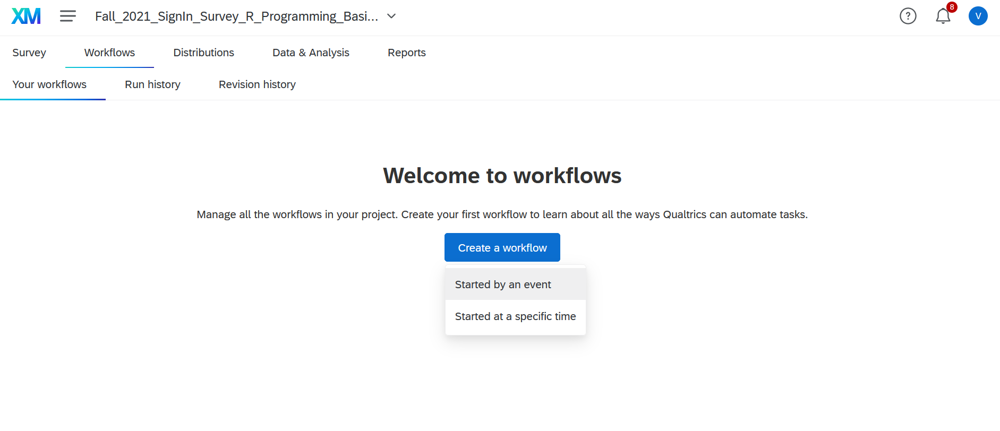 XM Fall_2021_SignIn_Survey_R_Programming_Basi... ? 8 V
Survey Workflows Distributions Data & Analysis Reports
Your workflows Run history Revision history
Welcome to workflows
Manage all the workflows in your project. Create your first workflow to learn about all the ways Qualtrics can automate tasks.
Create a workflow
Started by an event
Started at a specific time